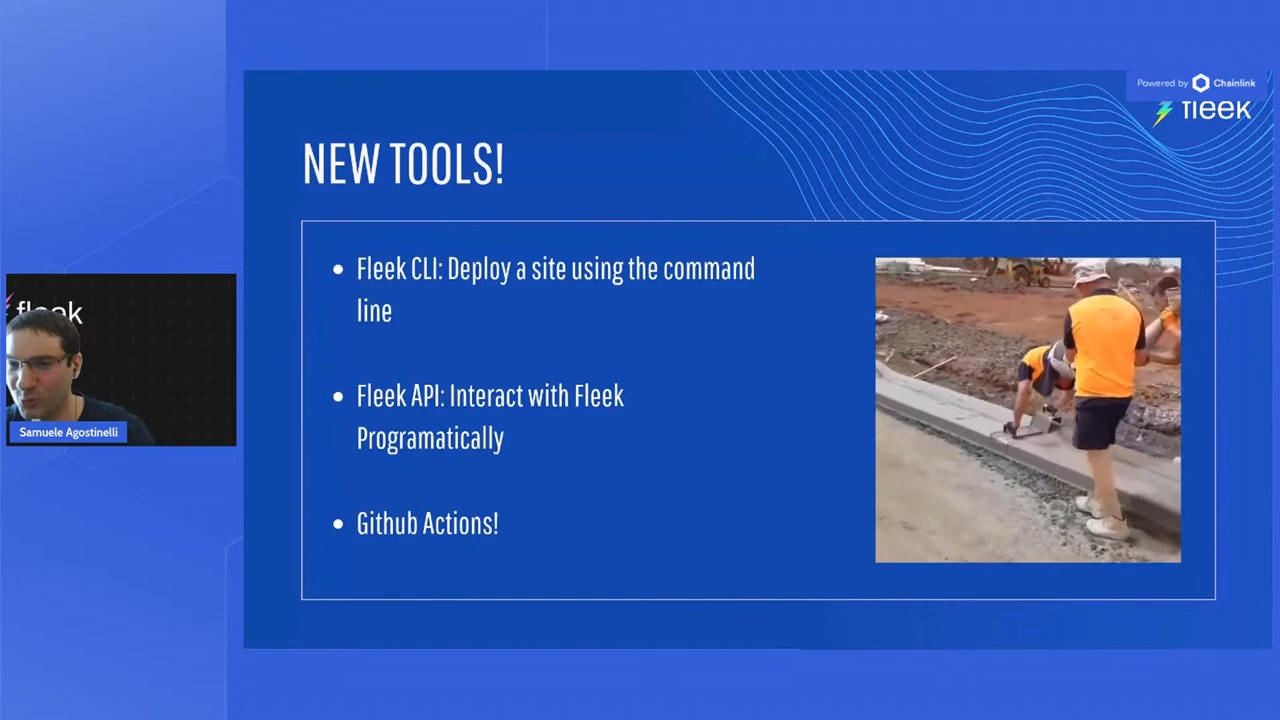 Powered by Chainlink
fleek
NEW TOOLS!
Fleek CLI: Deploy a site using the command
line
Fleek API: Interact with Fleek
Programatically
Github Actions!
fleek
Samuele Agostinelli